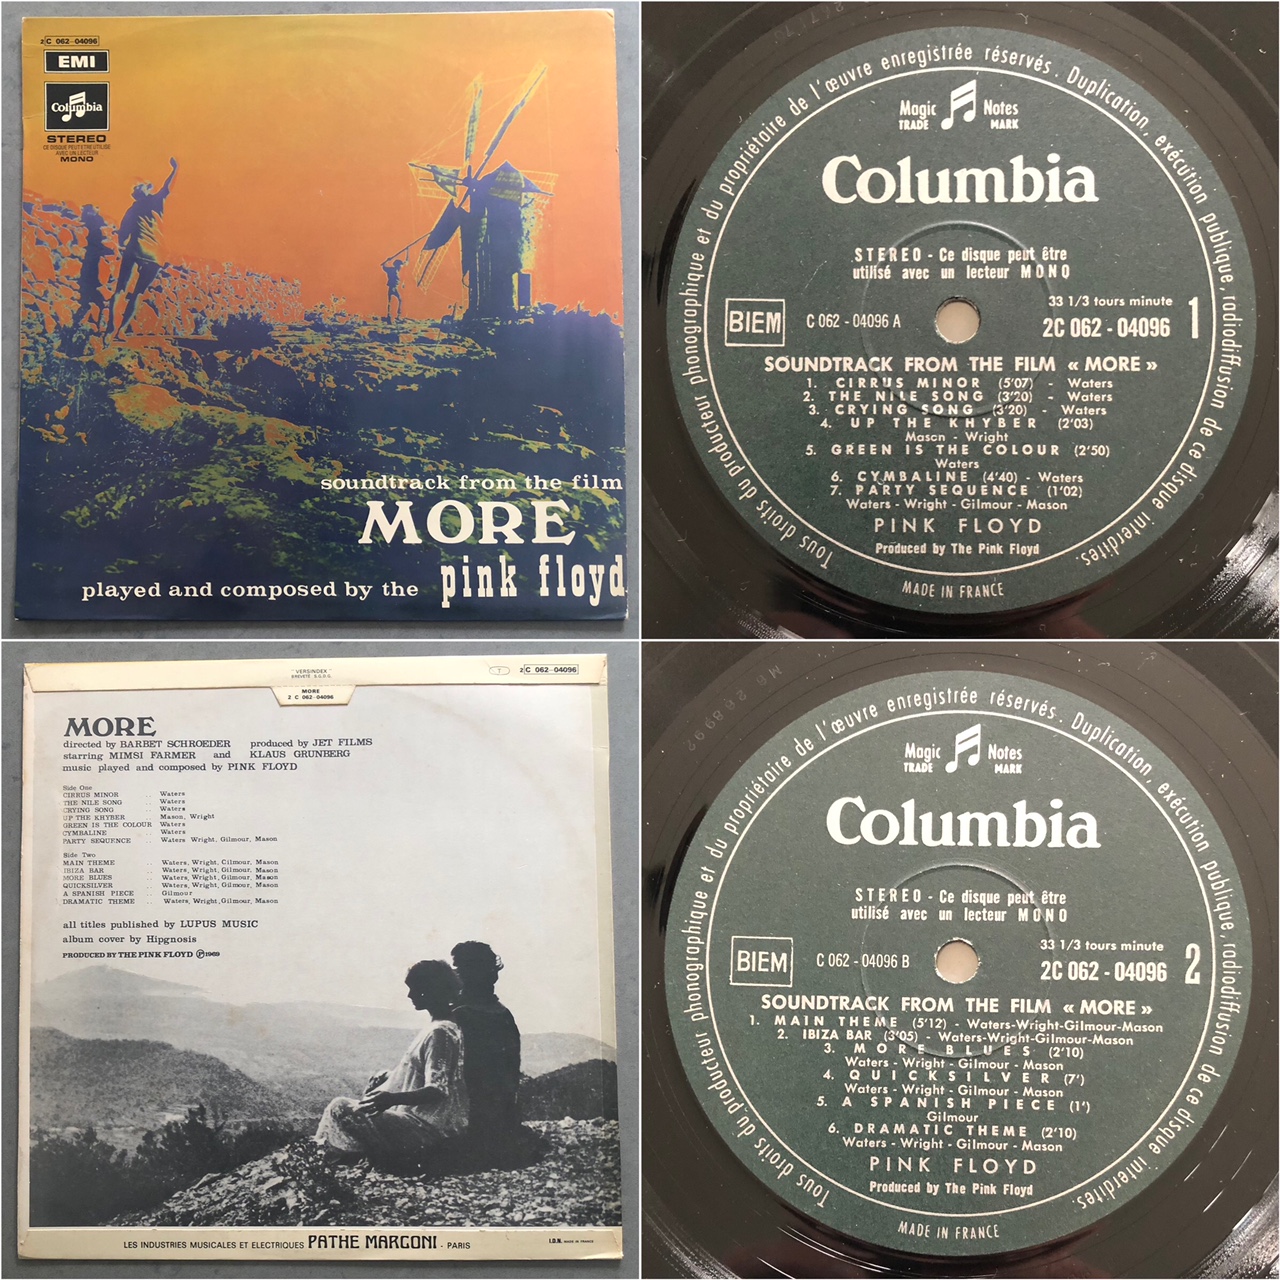 2C 062-04096
EMI
Columbia
STEREO
CE DISQUE PEUT ETRE UTILISE
AVEC UN LECTEUR
MONO
soundtrack from the film
MORE
played and composed by the pink floyd
Tous droits du producteur phonographique et du propriétaire de l'œuvre enregistrée réservés. Duplication, exécution publique, radiodiffusion de ce disque interdites.
Magic Notes
TRADE MARK
Columbia
STEREO - Ce disque peut être
utilisé avec un lecteur MONO
33 1/3 tours minute
BIEM C 062 - 04096 A 2C 062 - 04096 1
SOUNDTRACK FROM THE FILM « MORE »
1. CIRRUS MINOR (5'07) - Waters
2. THE NILE SONG (3'20) - Waters
3. CRYING SONG (3'20) - Waters
4. UP THE KHYBER (2'03)
Mason - Wright
5. GREEN IS THE COLOUR (2'50)
Waters
6. CYMBALINE (4'40) - Waters
7. PARTY SEQUENCE (1'02)
Waters - Wright - Gilmour - Mason
PINK FLOYD
Produced by The Pink Floyd
MADE IN FRANCE
"VERSINDEX"
BREVETÉ S.G.D.G.
T
2C 062-04096
MORE
2 C 062-04096
MORE
directed by BARBET SCHROEDER produced by JET FILMS
starring MIMSI FARMER and KLAUS GRUNBERG
music played and composed by PINK FLOYD
Side One
CIRRUS MINOR .. Waters
THE NILE SONG .. Waters
CRYING SONG .. Waters
UP THE KHYBER .. Mason, Wright
GREEN IS THE COLOUR Waters
CYMBALINE .. Waters
PARTY SEQUENCE .. Waters Wright, Gilmour, Mason
Side Two
MAIN THEME .. Waters, Wright, Gilmour, Mason
IBIZA BAR .. Waters, Wright, Gilmour, Mason
MORE BLUES .. Waters, Wright, Gilmour, Mason
QUICKSILVER .. Waters, Wright, Gilmour, Mason
A SPANISH PIECE .. Gilmour
DRAMATIC THEME .. Waters, Wright, Gilmour, Mason
all titles published by LUPUS MUSIC
album cover by Hipgnosis
PRODUCED BY THE PINK FLOYD ℗1969
LES INDUSTRIES MUSICALES ET ELECTRIQUES PATHE MARCONI - PARIS
I.D.N. MADE IN FRANCE
Tous droits du producteur phonographique et du propriétaire de l'œuvre enregistrée réservés. Duplication, exécution publique, radiodiffusion de ce disque interdites.
Magic Notes
TRADE MARK
Columbia
STEREO - Ce disque peut être
utilisé avec un lecteur MONO
33 1/3 tours minute
BIEM C 062 - 04096 B 2C 062 - 04096 2
SOUNDTRACK FROM THE FILM « MORE »
1. MAIN THEME (5'12) - Waters-Wright-Gilmour-Mason
2. IBIZA BAR (3'05) - Waters-Wright-Gilmour-Mason
3. MORE BLUES (2'10)
Waters - Wright - Gilmour - Mason
4. QUICKSILVER (7')
Waters - Wright - Gilmour - Mason
5. A SPANISH PIECE (1')
Gilmour
6. DRAMATIC THEME (2'10)
Waters - Wright - Gilmour - Mason
PINK FLOYD
Produced by The Pink Floyd
MADE IN FRANCE